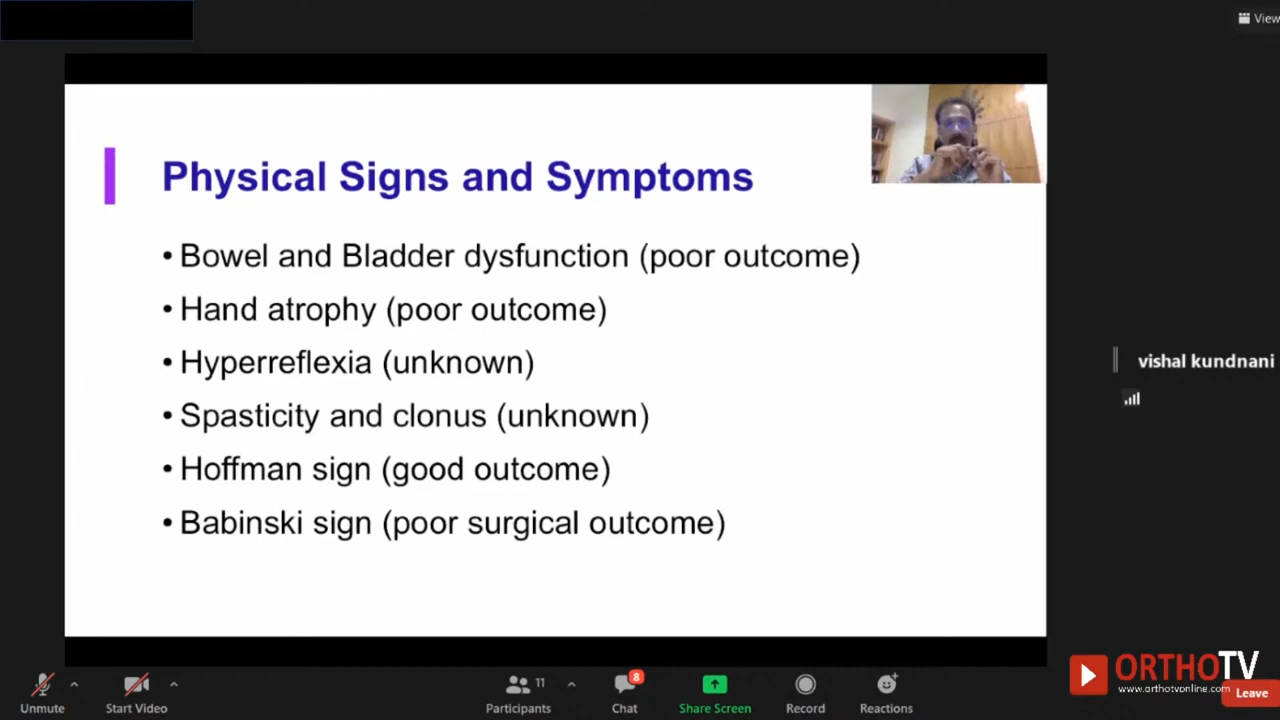 View
Physical Signs and Symptoms
• Bowel and Bladder dysfunction (poor outcome)
• Hand atrophy (poor outcome)
• Hyperreflexia (unknown)
• Spasticity and clonus (unknown)
• Hoffman sign (good outcome)
• Babinski sign (poor surgical outcome)
vishal kundnani
ORTHOTV
www.orthotvonline.com
Leave
Unmute
Start Video
11
Participants
8
Chat
Share Screen
Record
Reactions